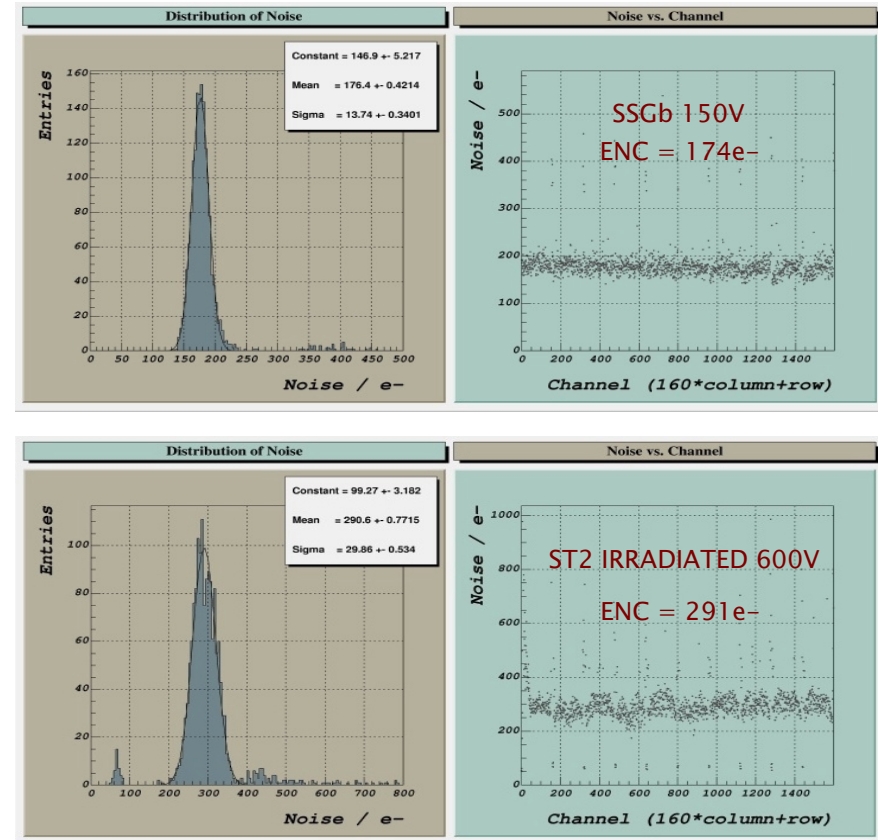 Distribution of Noise
Noise vs. Channel
Constant = 146.9 +- 5.217
Mean = 176.4 +- 0.4214
Sigma = 13.74 +- 0.3401
Entries
160
140
120
100
80
60
40
20
0
0 50 100 150 200 250 300 350 400 450 500
Noise / e-
SSGb 150V
ENC = 174e-
Noise / e-
500
400
300
200
100
0
0 200 400 600 800 1000 1200 1400
Channel (160*column+row)
Distribution of Noise
Noise vs. Channel
Constant = 99.27 +- 3.182
Mean = 290.6 +- 0.7715
Sigma = 29.86 +- 0.534
Entries
100
80
60
40
20
0
0 100 200 300 400 500 600 700 800
Noise / e-
ST2 IRRADIATED 600V
ENC = 291e-
Noise / e-
1000
800
600
400
200
0
0 200 400 600 800 1000 1200 1400
Channel (160*column+row)